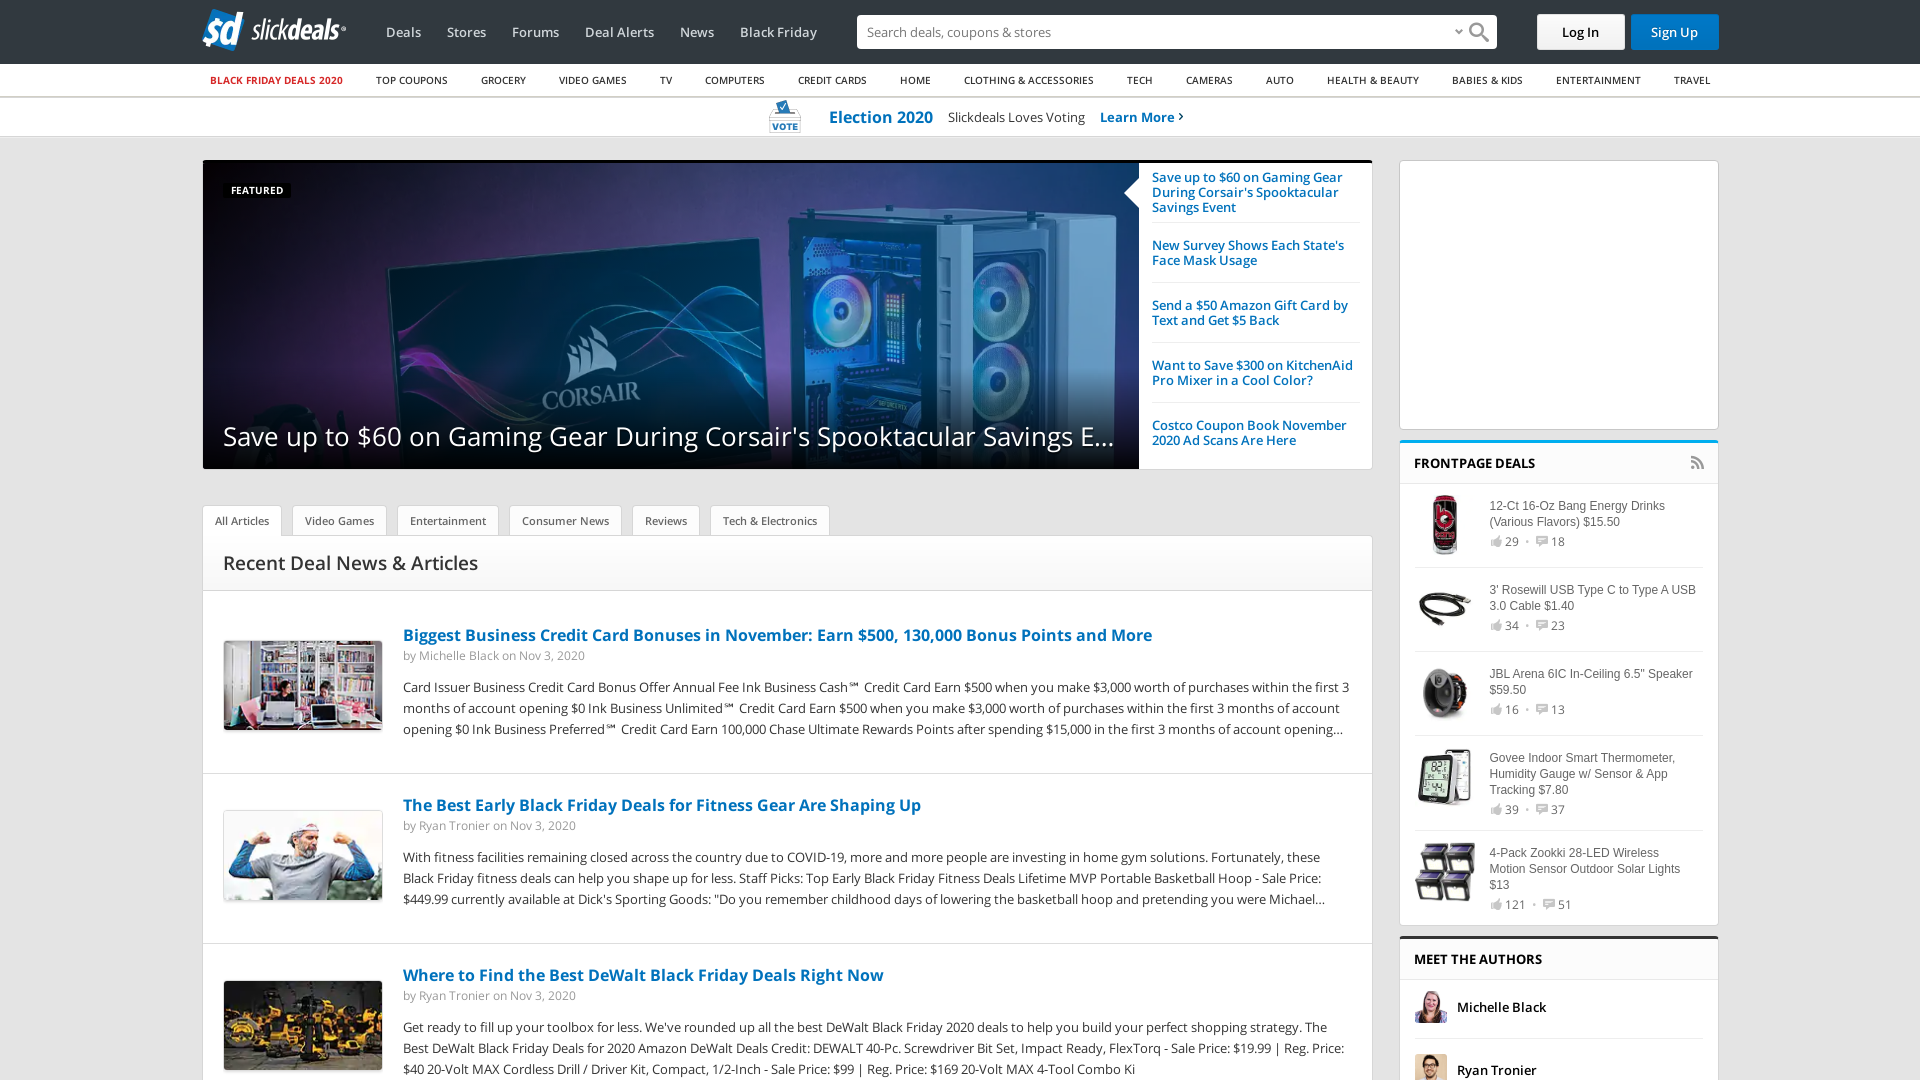 slickdeals
Deals
Stores
Forums
Deal Alerts
News
Black Friday
Search deals, coupons & stores
Log In
Sign Up
BLACK FRIDAY DEALS 2020
TOP COUPONS
GROCERY
VIDEO GAMES
TV
COMPUTERS
CREDIT CARDS
HOME
CLOTHING & ACCESSORIES
TECH
CAMERAS
AUTO
HEALTH & BEAUTY
BABIES & KIDS
ENTERTAINMENT
TRAVEL
VOTE
Election 2020
Slickdeals Loves Voting
Learn More
FEATURED
CORSAIR
Save up to $60 on Gaming Gear During Corsair's Spooktacular Savings E...
Save up to $60 on Gaming Gear
During Corsair's Spooktacular
Savings Event
New Survey Shows Each State's
Face Mask Usage
Send a $50 Amazon Gift Card by
Text and Get $5 Back
Want to Save $300 on KitchenAid
Pro Mixer in a Cool Color?
Costco Coupon Book November
2020 Ad Scans Are Here
All Articles
Video Games
Entertainment
Consumer News
Reviews
Tech & Electronics
Recent Deal News & Articles
Biggest Business Credit Card Bonuses in November: Earn $500, 130,000 Bonus Points and More
by Michelle Black on Nov 3, 2020
Card Issuer Business Credit Card Bonus Offer Annual Fee Ink Business Cash℠ Credit Card Earn $500 when you make $3,000 worth of purchases within the first 3
months of account opening $0 Ink Business Unlimited℠ Credit Card Earn $500 when you make $3,000 worth of purchases within the first 3 months of account
opening $0 Ink Business Preferred℠ Credit Card Earn 100,000 Chase Ultimate Rewards Points after spending $15,000 in the first 3 months of account opening...
The Best Early Black Friday Deals for Fitness Gear Are Shaping Up
by Ryan Tronier on Nov 3, 2020
With fitness facilities remaining closed across the country due to COVID-19, more and more people are investing in home gym solutions. Fortunately, these
Black Friday fitness deals can help you shape up for less. Staff Picks: Top Early Black Friday Fitness Deals Lifetime MVP Portable Basketball Hoop - Sale Price:
$449.99 currently available at Dick's Sporting Goods: "Do you remember childhood days of lowering the basketball hoop and pretending you were Michael...
Where to Find the Best DeWalt Black Friday Deals Right Now
by Ryan Tronier on Nov 3, 2020
Get ready to fill up your toolbox for less. We've rounded up all the best DeWalt Black Friday 2020 deals to help you build your perfect shopping strategy. The
Best DeWalt Black Friday Deals for 2020 Amazon DeWalt Deals Credit: DEWALT 40-Pc. Screwdriver Bit Set, Impact Ready, FlexTorq - Sale Price: $19.99 | Reg. Price:
$40 20-Volt MAX Cordless Drill / Driver Kit, Compact, 1/2-Inch - Sale Price: $99 | Reg. Price: $169 20-Volt MAX 4-Tool Combo Ki
FRONTPAGE DEALS
12-Ct 16-Oz Bang Energy Drinks
(Various Flavors) $15.50
29 • 18
3' Rosewill USB Type C to Type A USB
3.0 Cable $1.40
34 • 23
JBL Arena 6IC In-Ceiling 6.5" Speaker
$59.50
16 • 13
Govee Indoor Smart Thermometer,
Humidity Gauge w/ Sensor & App
Tracking $7.80
39 • 37
4-Pack Zookki 28-LED Wireless
Motion Sensor Outdoor Solar Lights
$13
121 • 51
MEET THE AUTHORS
Michelle Black
Ryan Tronier